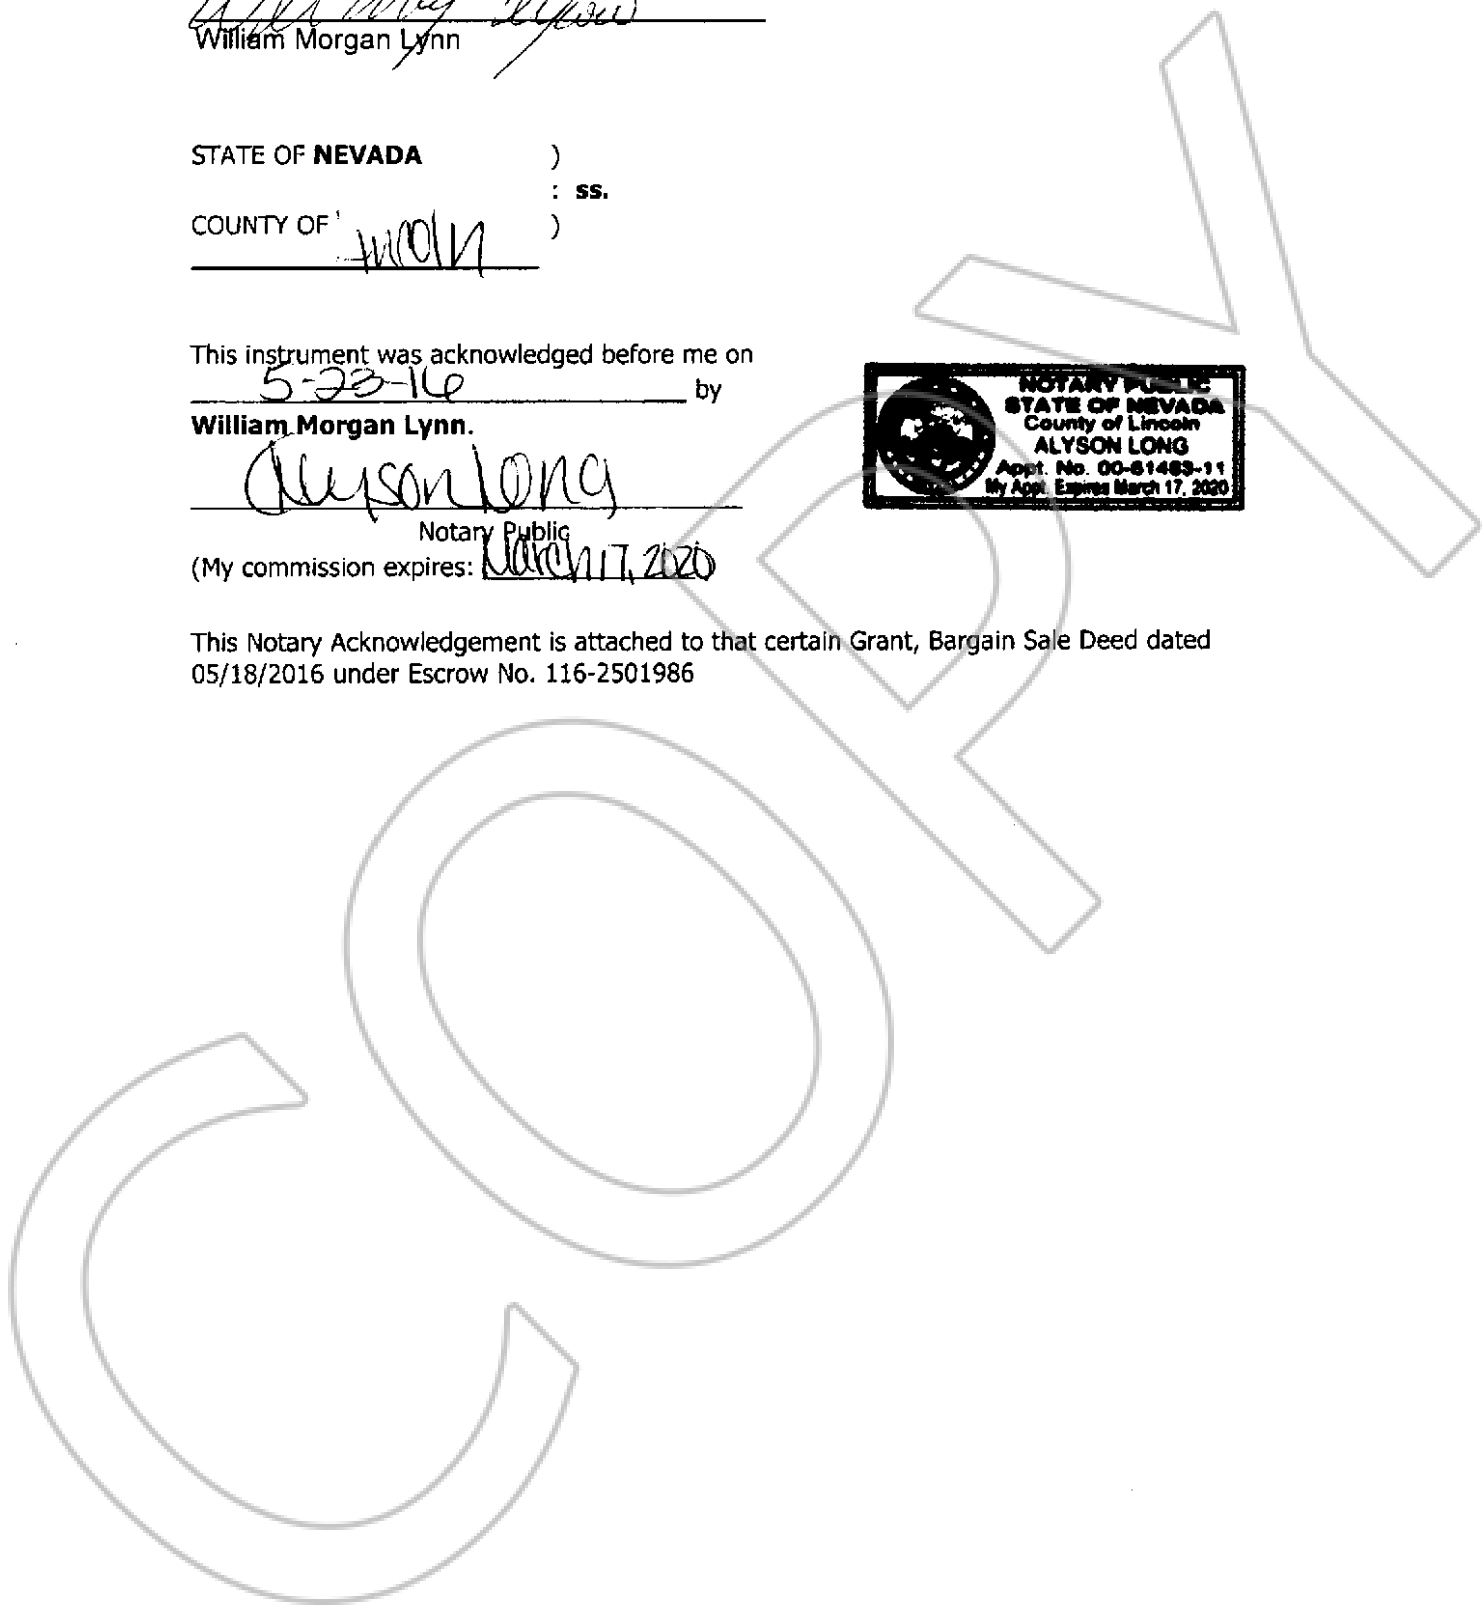 William Morgan Lynn
STATE OF NEVADA )
: ss.
COUNTY OF Lincoln )
This instrument was acknowledged before me on
5-23-16 by
William Morgan Lynn.
Alyson Long
Notary Public
(My commission expires: March 17, 2020)
This Notary Acknowledgement is attached to that certain Grant, Bargain Sale Deed dated
05/18/2016 under Escrow No. 116-2501986
NOTARY PUBLIC
STATE OF NEVADA
County of Lincoln
ALYSON LONG
Appt. No. 00-61463-11
My Appt. Expires March 17, 2020
COPY